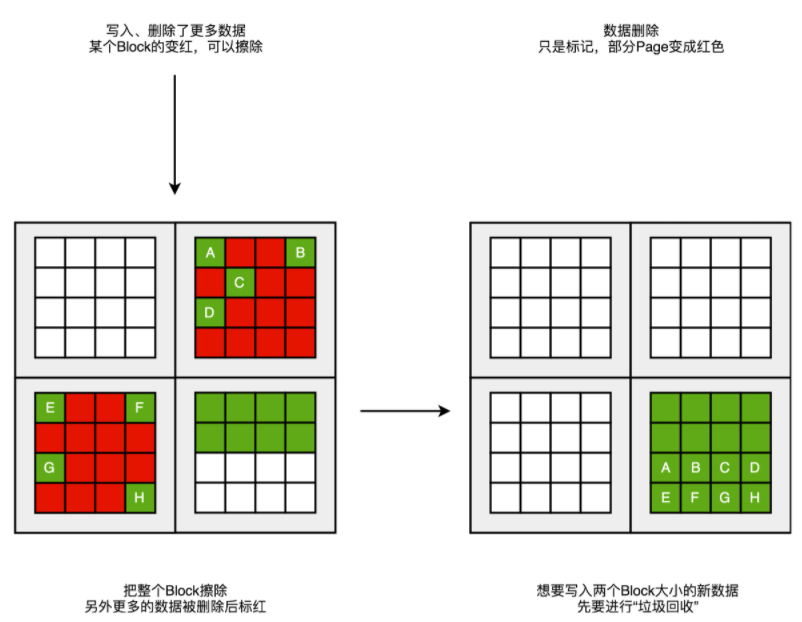 写入、删除了更多数据
某个Block的变红，可以擦除
数据删除
只是标记，部分Page变成红色
A B
C
D
E F
G
H
A B C D
E F G H
把整个Block擦除
另外更多的数据被删除后标红
想要写入两个Block大小的新数据
先要进行“垃圾回收”